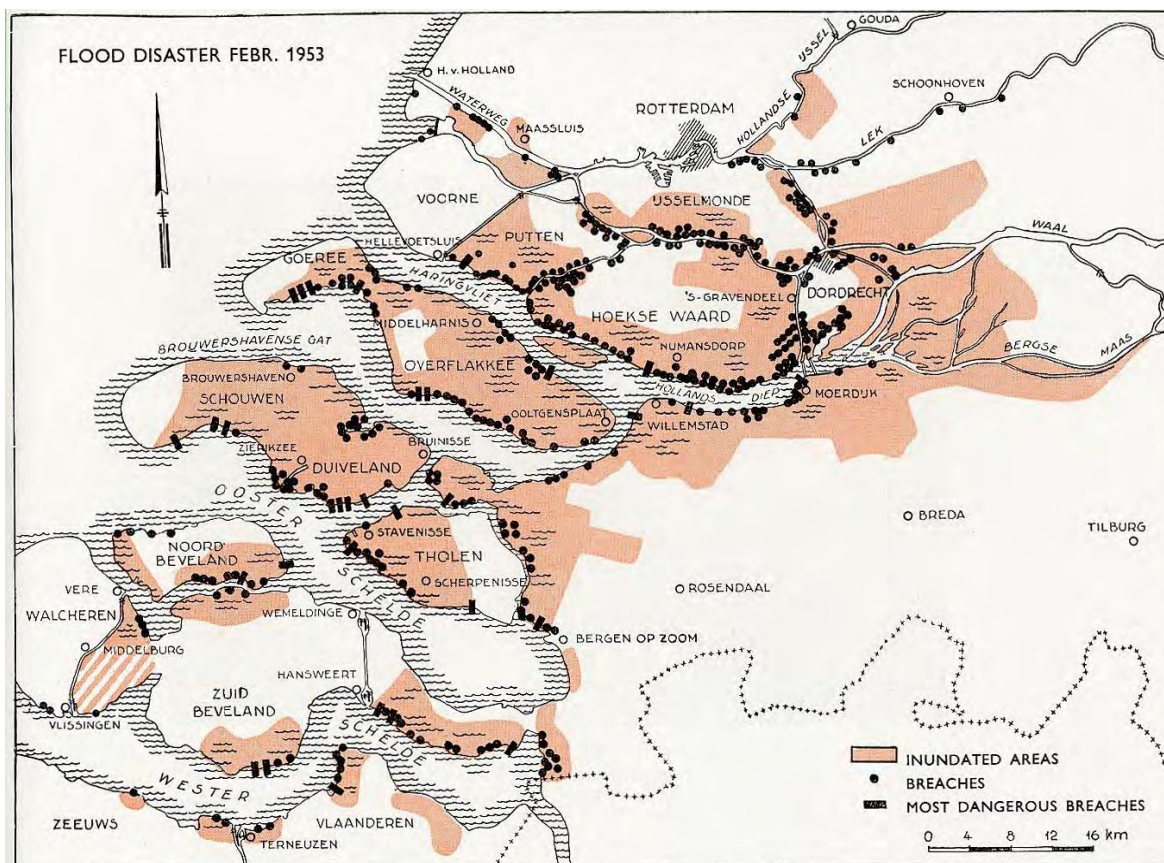 FLOOD DISASTER FEBR. 1953
GOUDA
IJSSEL
HOLLANDSE
H. v. HOLLAND
SCHOONHOVEN
WATERWEG
ROTTERDAM
MAASSLUIS
LEK
VOORNE
IJSSELMONDE
WAAL
PUTTEN
HELLEVOETSLUIS
GOEREE
HARINGVLIET
'S-GRAVENDEEL
DORDRECHT
HOEKSE WAARD
MIDDELHARNIS
BERGSE MAAS
NUMANSDORP
BROUWERSHAVENSE GAT
OVERFLAKKEE
BROUWERSHAVEN
HOLLANDS DIEP
MOERDIJK
SCHOUWEN
OOLTGENSPLAAT
WILLEMSTAD
ZIERIKZEE
BRUINISSE
DUIVELAND
OOSTER SCHELDE
BREDA
TILBURG
STAVENISSE
NOORD
BEVELAND
THOLEN
SCHERPENISSE
ROSENDAAL
VERE
WALCHEREN
WEMELDINGE
BERGEN OP ZOOM
MIDDELBURG
HANSWEERT
ZUID
BEVELAND
VLISSINGEN
WESTER SCHELDE
INUNDATED AREAS
BREACHES
MOST DANGEROUS BREACHES
ZEEUWS VLAANDEREN
TERNEUZEN
0 4 8 12 16 km